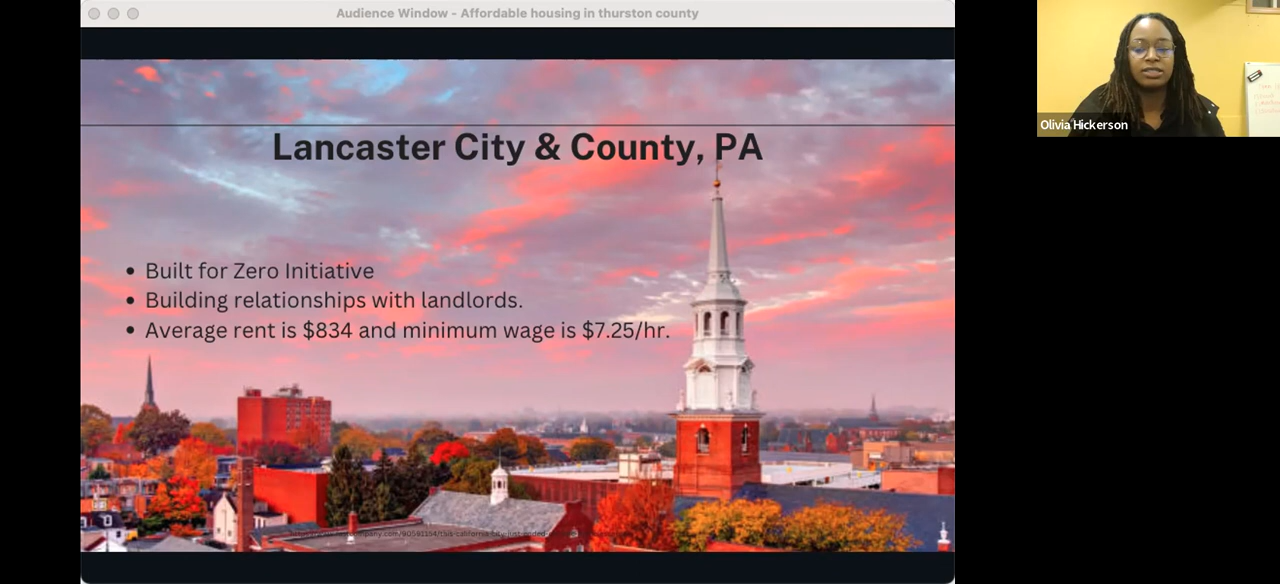 Audience Window - Affordable housing in thurston county
Lancaster City & County, PA
• Built for Zero Initiative
• Building relationships with landlords.
• Average rent is $834 and minimum wage is $7.25/hr.
Olivia Hickerson